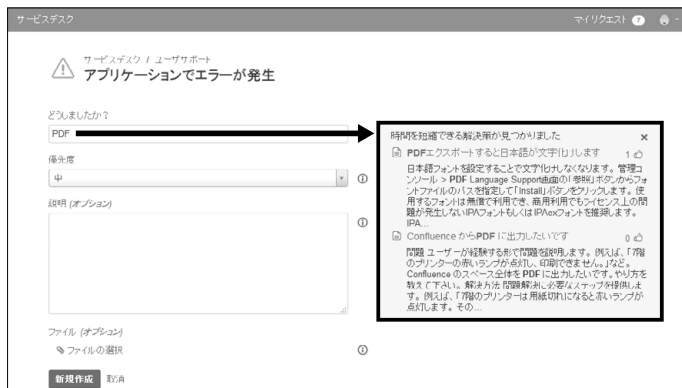 サービスデスク
マイリクエスト 7
サービスデスク / ユーザサポート
アプリケーションでエラーが発生
どうしましたか？
PDF
優先度
中
説明 (オプション)
ファイル (オプション)
ファイルの選択
新規作成 取消
時間を短縮できる解決策が見つかりました ×
PDFエクスポートすると日本語が文字化けします 1
日本語フォントを設定することで文字化けしなくなります。管理コ
ンソール > PDF Language Support画面の「参照」ボタンからフォ
ントファイルのパスを指定して「Install」ボタンをクリックします。使
用するフォントは無償で利用でき、商用利用でもライセンス上の問
題が発生しないIPAフォントもしくはIPAexフォントを推奨します。
IPA...
Confluence からPDF に出力したいです 0
問題 ユーザーが経験する形で問題を説明します。例えば、「7階
のプリンターの赤いランプが点灯し、印刷できません。」など。
Confluence のスペース全体を PDF に出力したいです。やり方を
教えて下さい。解決方法 問題解決に必要なステップを提供しま
す。例えば、「7階のプリンターは用紙切れになると赤いランプが
点灯します。その...